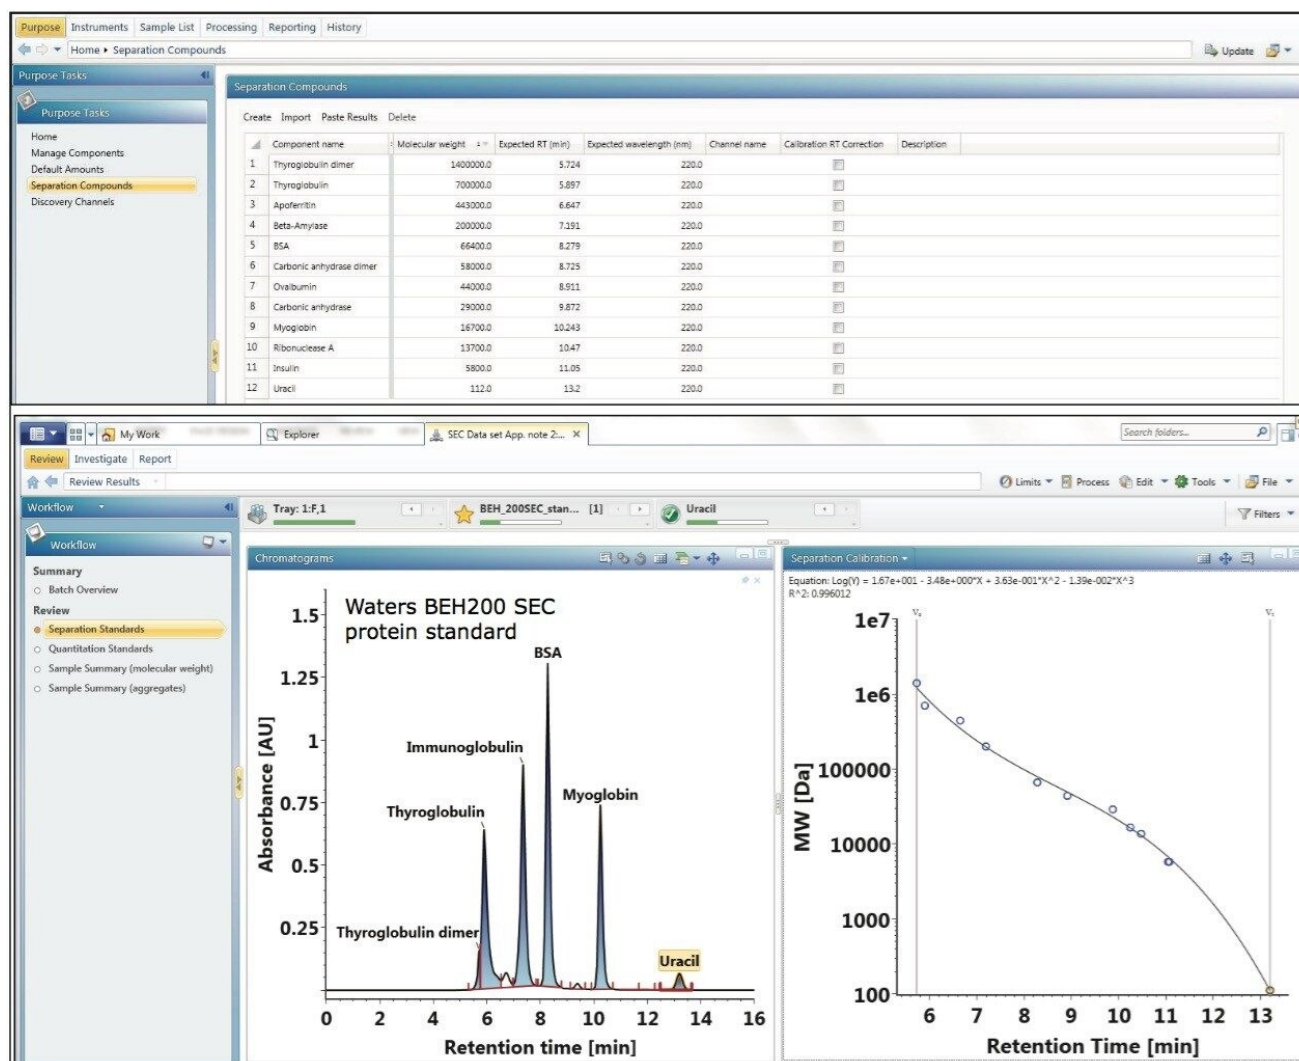 Purpose Instruments Sample List Processing Reporting History
Home ▸ Separation Compounds
Update
Purpose Tasks
Purpose Tasks
Home
Manage Components
Default Amounts
Separation Compounds
Discovery Channels
Separation Compounds
Create Import Paste Results Delete
Component name Molecular weight Expected RT (min) Expected wavelength (nm) Channel name Calibration RT Correction Description
1 Thyroglobulin dimer 1400000.0 5.724 220.0
2 Thyroglobulin 700000.0 5.897 220.0
3 Apoferritin 443000.0 6.647 220.0
4 Beta-Amylase 200000.0 7.191 220.0
5 BSA 66400.0 8.279 220.0
6 Carbonic anhydrase dimer 58000.0 8.725 220.0
7 Ovalbumin 44000.0 8.911 220.0
8 Carbonic anhydrase 29000.0 9.872 220.0
9 Myoglobin 16700.0 10.243 220.0
10 Ribonuclease A 13700.0 10.47 220.0
11 Insulin 5800.0 11.05 220.0
12 Uracil 112.0 13.2 220.0
My Work Explorer SEC Data set App. note 2:... ✕ Search folders...
Review Investigate Report
Review Results
Limits Process Edit Tools File
Workflow
Tray: 1:F,1 BEH_200SEC_stan... [1] Uracil Filters
Workflow
Summary
Batch Overview
Review
Separation Standards
Quantitation Standards
Sample Summary (molecular weight)
Sample Summary (aggregates)
Chromatograms
Waters BEH200 SEC
protein standard
Absorbance [AU]
1.5
1.25
1
0.75
0.5
0.25
BSA
Immunoglobulin
Thyroglobulin
Myoglobin
Thyroglobulin dimer
Uracil
0 2 4 6 8 10 12 14 16
Retention time [min]
Separation Calibration
Equation: Log(Y) = 1.67e+001 - 3.48e+000*X + 3.63e-001*X^2 - 1.39e-002*X^3
R^2: 0.996012
MW [Da]
1e7
1e6
100000
10000
1000
100
6 7 8 9 10 11 12 13
Retention Time [min]